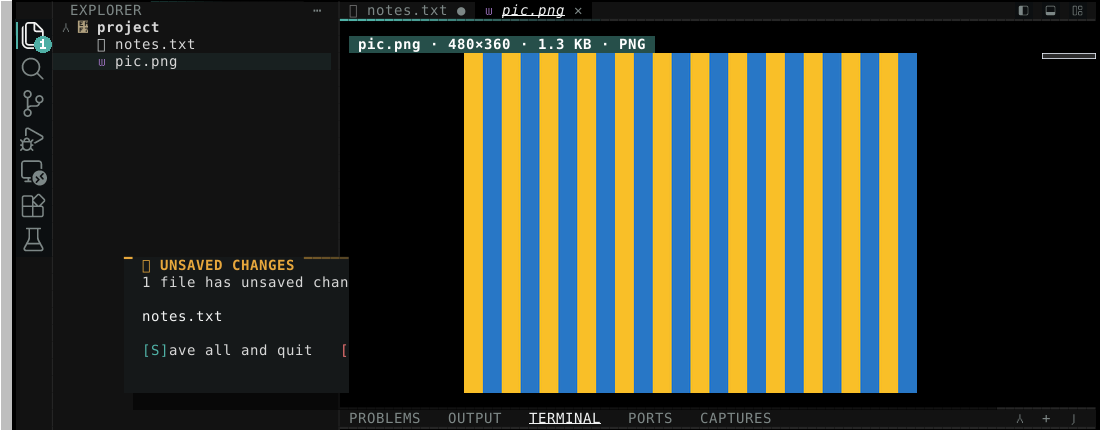 EXPLORER
project
notes.txt
pic.png
1
notes.txt ● pic.png ×
pic.png · 480×360 · 1.3 KB · PNG
UNSAVED CHANGES
1 file has unsaved chan
notes.txt
[S]ave all and quit [
PROBLEMS OUTPUT TERMINAL PORTS CAPTURES